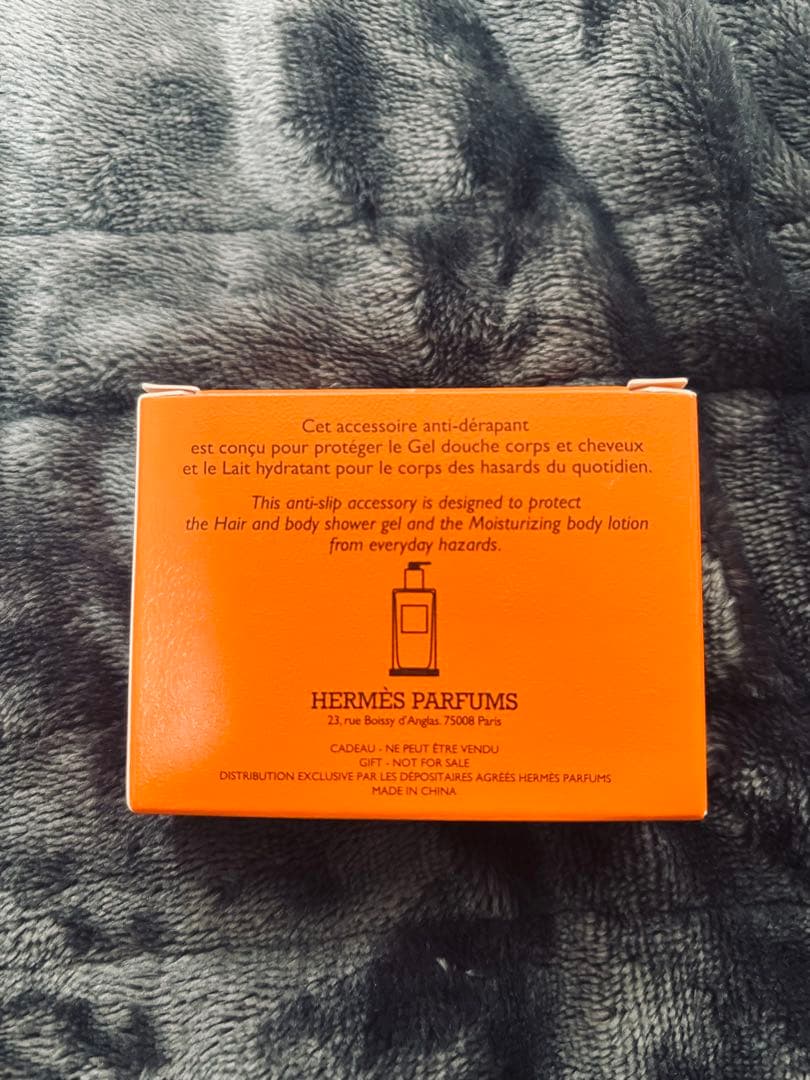 Cet accessoire anti-dérapant
est conçu pour protéger le Gel douche corps et cheveux
et le Lait hydratant pour le corps des hasards du quotidien.
This anti-slip accessory is designed to protect
the Hair and body shower gel and the Moisturizing body lotion
from everyday hazards.
HERMÈS PARFUMS
23, rue Boissy d'Anglas. 75008 Paris
CADEAU - NE PEUT ÊTRE VENDU
GIFT - NOT FOR SALE
DISTRIBUTION EXCLUSIVE PAR LES DÉPOSITAIRES AGRÉÉS HERMÈS PARFUMS
MADE IN CHINA